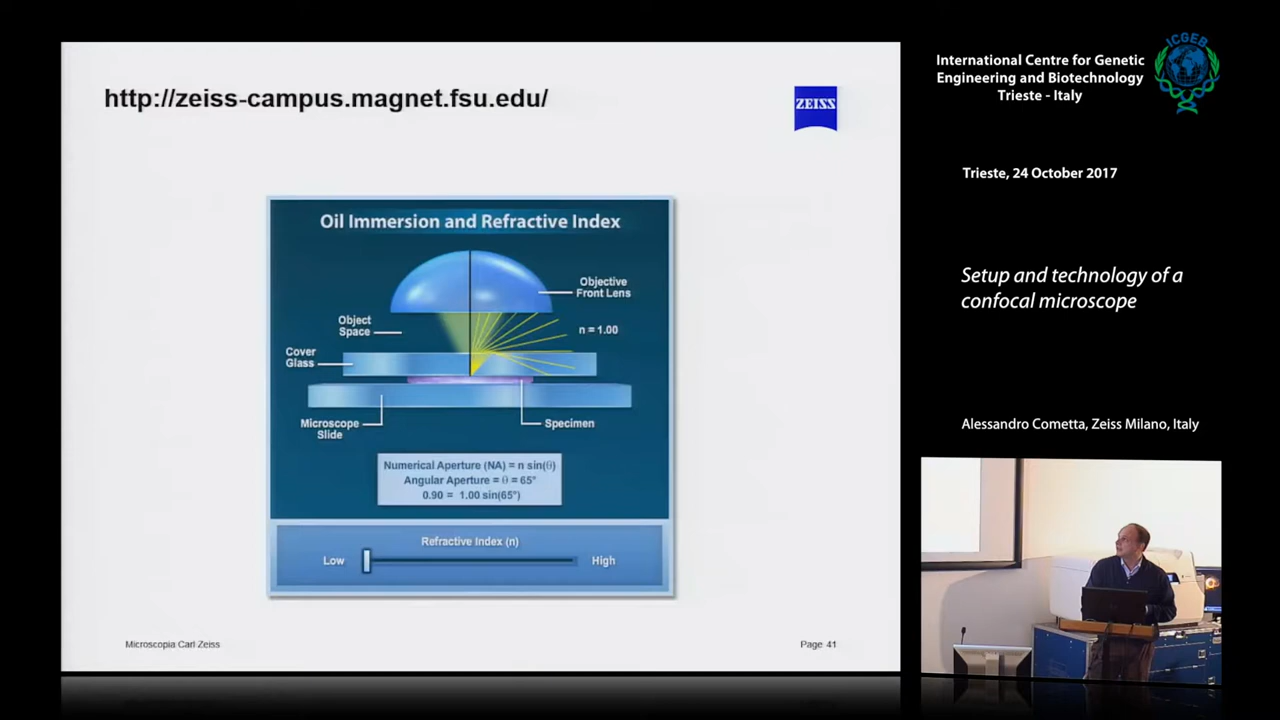 http://zeiss-campus.magnet.fsu.edu/
ZEISS
Oil Immersion and Refractive Index
Objective
Front Lens
Object
Space
n = 1.00
Cover
Glass
Microscope
Slide
Specimen
Numerical Aperture (NA) = n sin(θ)
Angular Aperture = θ = 65°
0.90 = 1.00 sin(65°)
Refractive Index (n)
Low
High
Microscopia Carl Zeiss
Page 41
International Centre for Genetic
Engineering and Biotechnology
Trieste - Italy
ICGEB
Trieste, 24 October 2017
Setup and technology of a
confocal microscope
Alessandro Cometta, Zeiss Milano, Italy